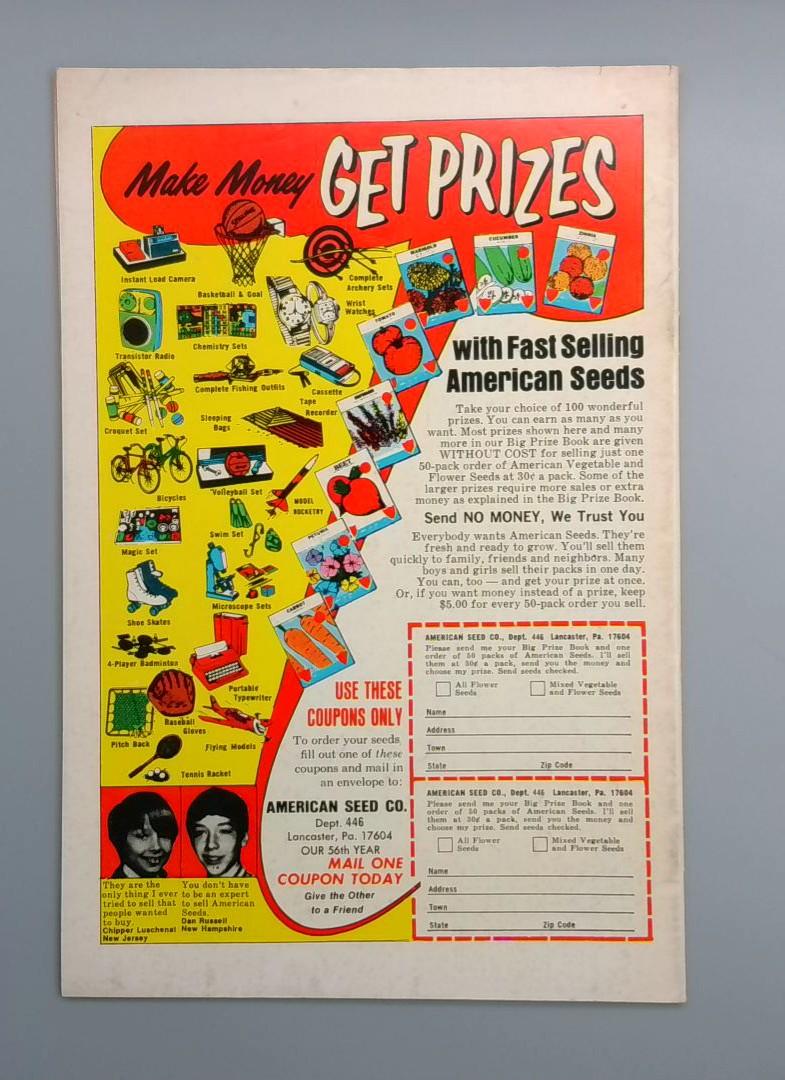 Make Money GET PRIZES
Instant Load Camera
Basketball & Goal
Complete
Archery Sets
Wrist
Watches
Transistor Radio
Chemistry Sets
Complete Fishing Outfits
Cassette
Tape
Recorder
Croquet Set
Sleeping
Bags
Bicycles
Volleyball Set
MODEL
ROCKETRY
Swim Set
Magic Set
Microscope Sets
Shoe Skates
4-Player Badminton
Portable
Typewriter
Baseball
Gloves
Pitch Back
Flying Models
Tennis Racket
MARIGOLD
CUCUMBER
ZINNIA
TOMATO
BEET
PETUNIA
CARROT
with Fast Selling
American Seeds
Take your choice of 100 wonderful
prizes. You can earn as many as you
want. Most prizes shown here and many
more in our Big Prize Book are given
WITHOUT COST for selling just one
50-pack order of American Vegetable and
Flower Seeds at 30¢ a pack. Some of the
larger prizes require more sales or extra
money as explained in the Big Prize Book.
Send NO MONEY, We Trust You
Everybody wants American Seeds. They're
fresh and ready to grow. You'll sell them
quickly to family, friends and neighbors. Many
boys and girls sell their packs in one day.
You can, too — and get your prize at once.
Or, if you want money instead of a prize, keep
$5.00 for every 50-pack order you sell.
USE THESE
COUPONS ONLY
To order your seeds,
fill out one of these
coupons and mail in
an envelope to:
AMERICAN SEED CO.
Dept. 446
Lancaster, Pa. 17604
OUR 56th YEAR
MAIL ONE
COUPON TODAY
Give the Other
to a Friend
AMERICAN SEED CO., Dept. 446 Lancaster, Pa. 17604
Please send me your Big Prize Book and one
order of 50 packs of American Seeds. I'll sell
them at 30¢ a pack, send you the money and
choose my prize. Send seeds checked.
All Flower
Seeds
Mixed Vegetable
and Flower Seeds
Name
Address
Town
State Zip Code
AMERICAN SEED CO., Dept. 446 Lancaster, Pa. 17604
Please send me your Big Prize Book and one
order of 50 packs of American Seeds. I'll sell
them at 30¢ a pack, send you the money and
choose my prize. Send seeds checked.
All Flower
Seeds
Mixed Vegetable
and Flower Seeds
Name
Address
Town
State Zip Code
They are the
only thing I ever
tried to sell that
people wanted
to buy.
Chipper Luschenat
New Jersey
You don't have
to be an expert
to sell American
Seeds.
Dan Russell
New Hampshire